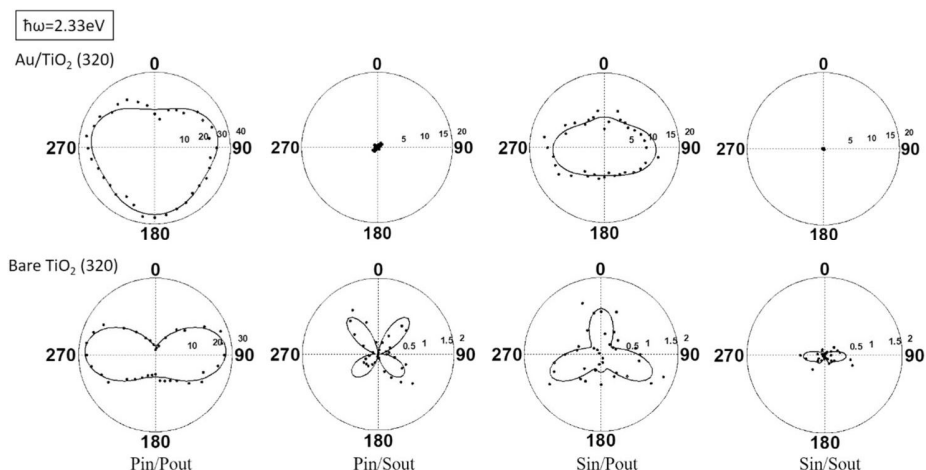 ħω=2.33eV
Au/TiO₂ (320)
0 0 0 0
10 20 30 40 5 10 15 20 5 10 15 20 5 10 15 20
270 90 270 90 270 90 270 90
180 180 180 180
Bare TiO₂ (320)
0 0 0 0
10 20 30 0.5 1 1.5 2 0.5 1 1.5 2 0.5 1 1.5 2
270 90 270 90 270 90 270 90
180 180 180 180
Pin/Pout Pin/Sout Sin/Pout Sin/Sout